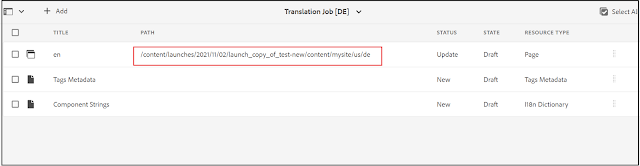 + Add
Translation Job [DE]
Select Al
TITLE PATH STATUS STATE RESOURCE TYPE
en /content/launches/2021/11/02/launch_copy_of_test-new/content/mysite/us/de Update Draft Page
Tags Metadata New Draft Tags Metadata
Component Strings New Draft I18n Dictionary